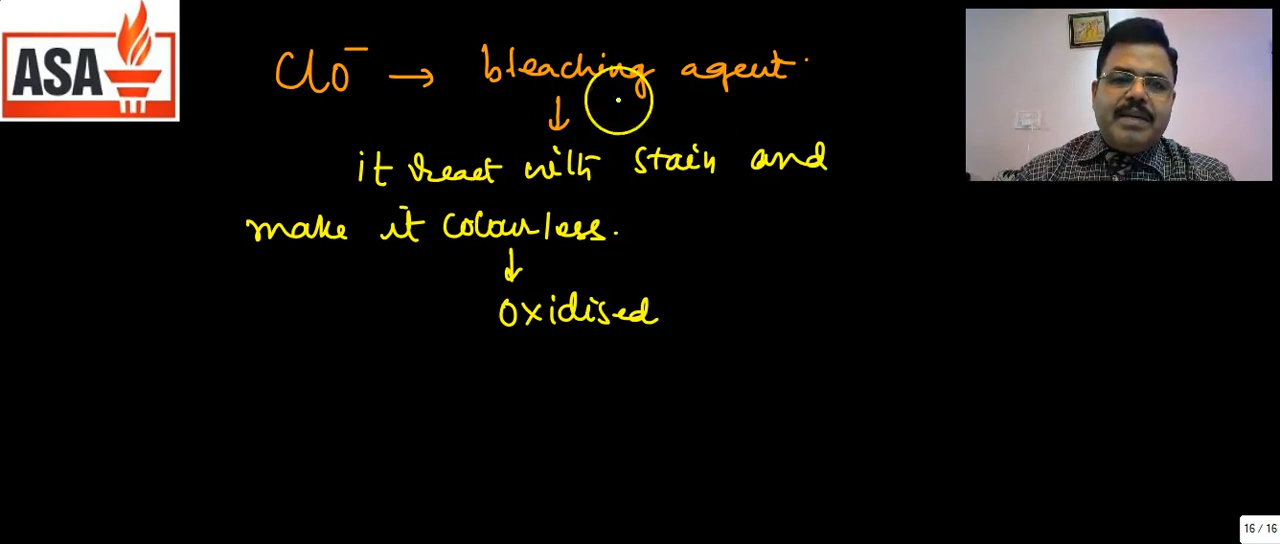 ASA
ClO⁻ → bleaching agent.
↓
it react with stain and
make it colourless.
↓
oxidised
16 / 16